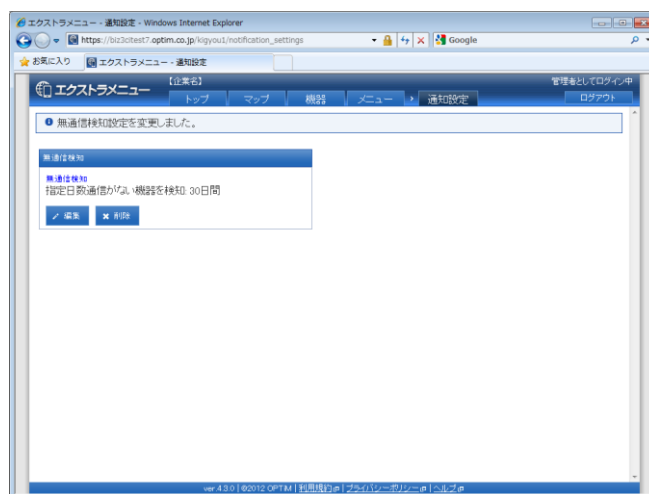 エクストラメニュー - 通知設定 - Windows Internet Explorer
https://biz3citest7.optim.co.jp/kigyou1/notification_settings
Google
お気に入り
エクストラメニュー - 通知設定
エクストラメニュー
【企業名】
管理者としてログイン中
トップ
マップ
機器
メニュー
通知設定
ログアウト
無通信検知設定を変更しました。
無通信検知
無通信検知
指定日数通信がない機器を検知: 30日間
編集
削除
ver.4.3.0 | ©2012 OPTiM | 利用規約 | プライバシーポリシー | ヘルプ